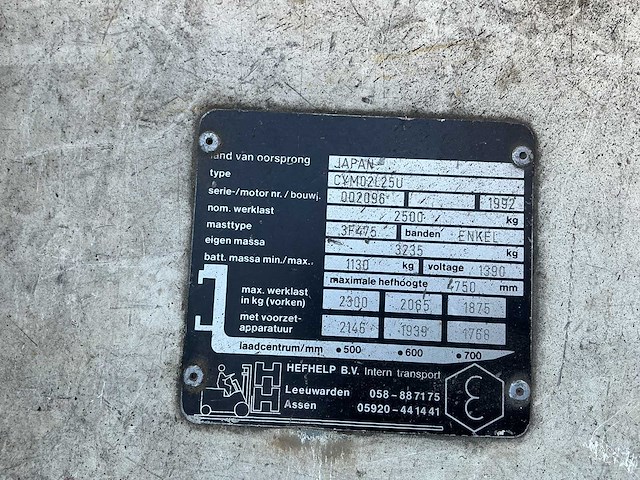 land van oorsprong JAPAN
type CYM02L25U
serie-/motor nr. / bouwj. 002096 1992
nom. werklast 2500 kg
masttype 3F475 banden ENKEL
eigen massa 3235 kg
batt. massa min./max. 1130 kg voltage 1390
maximale hefhoogte 4750 mm
max. werklast
in kg (vorken) 2300 2065 1875
met voorzet-
apparatuur 2146 1939 1768
laadcentrum/mm •500 •600 •700
HEFHELP B.V. Intern transport
Leeuwarden 058-887175
Assen 05920-44141